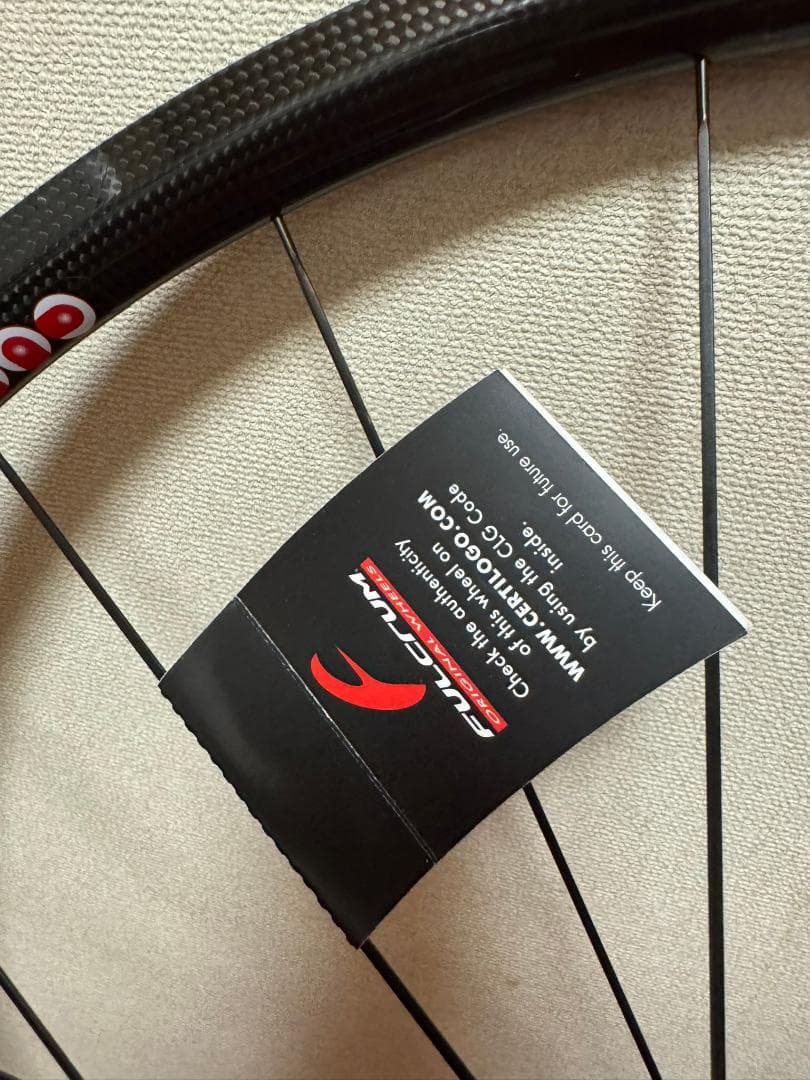 FULCRUM
ORIGINAL WHEELS
Check the authenticity
of this wheel on
WWW.CERTILOGO.COM
by using the CLG Code
inside.
Keep this card for future use.